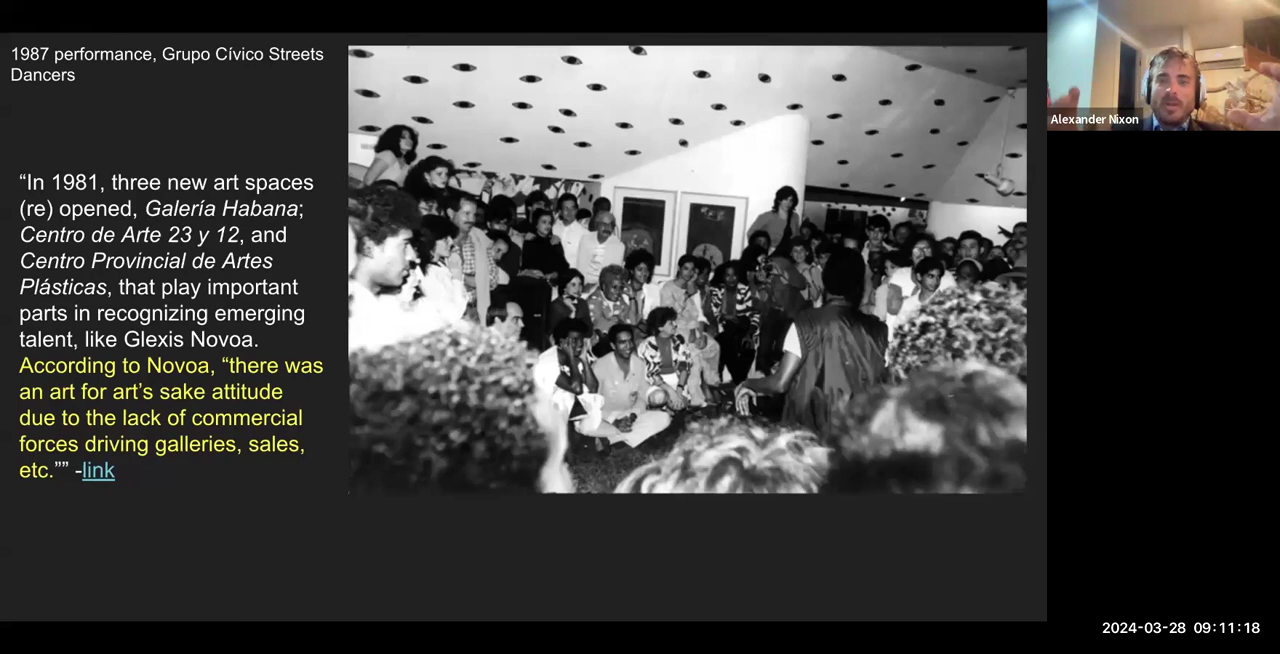 1987 performance, Grupo Cívico Streets
Dancers
“In 1981, three new art spaces
(re) opened, Galería Habana;
Centro de Arte 23 y 12, and
Centro Provincial de Artes
Plásticas, that play important
parts in recognizing emerging
talent, like Glexis Novoa.
According to Novoa, “there was
an art for art’s sake attitude
due to the lack of commercial
forces driving galleries, sales,
etc.”” -link
Alexander Nixon
2024-03-28 09:11:18